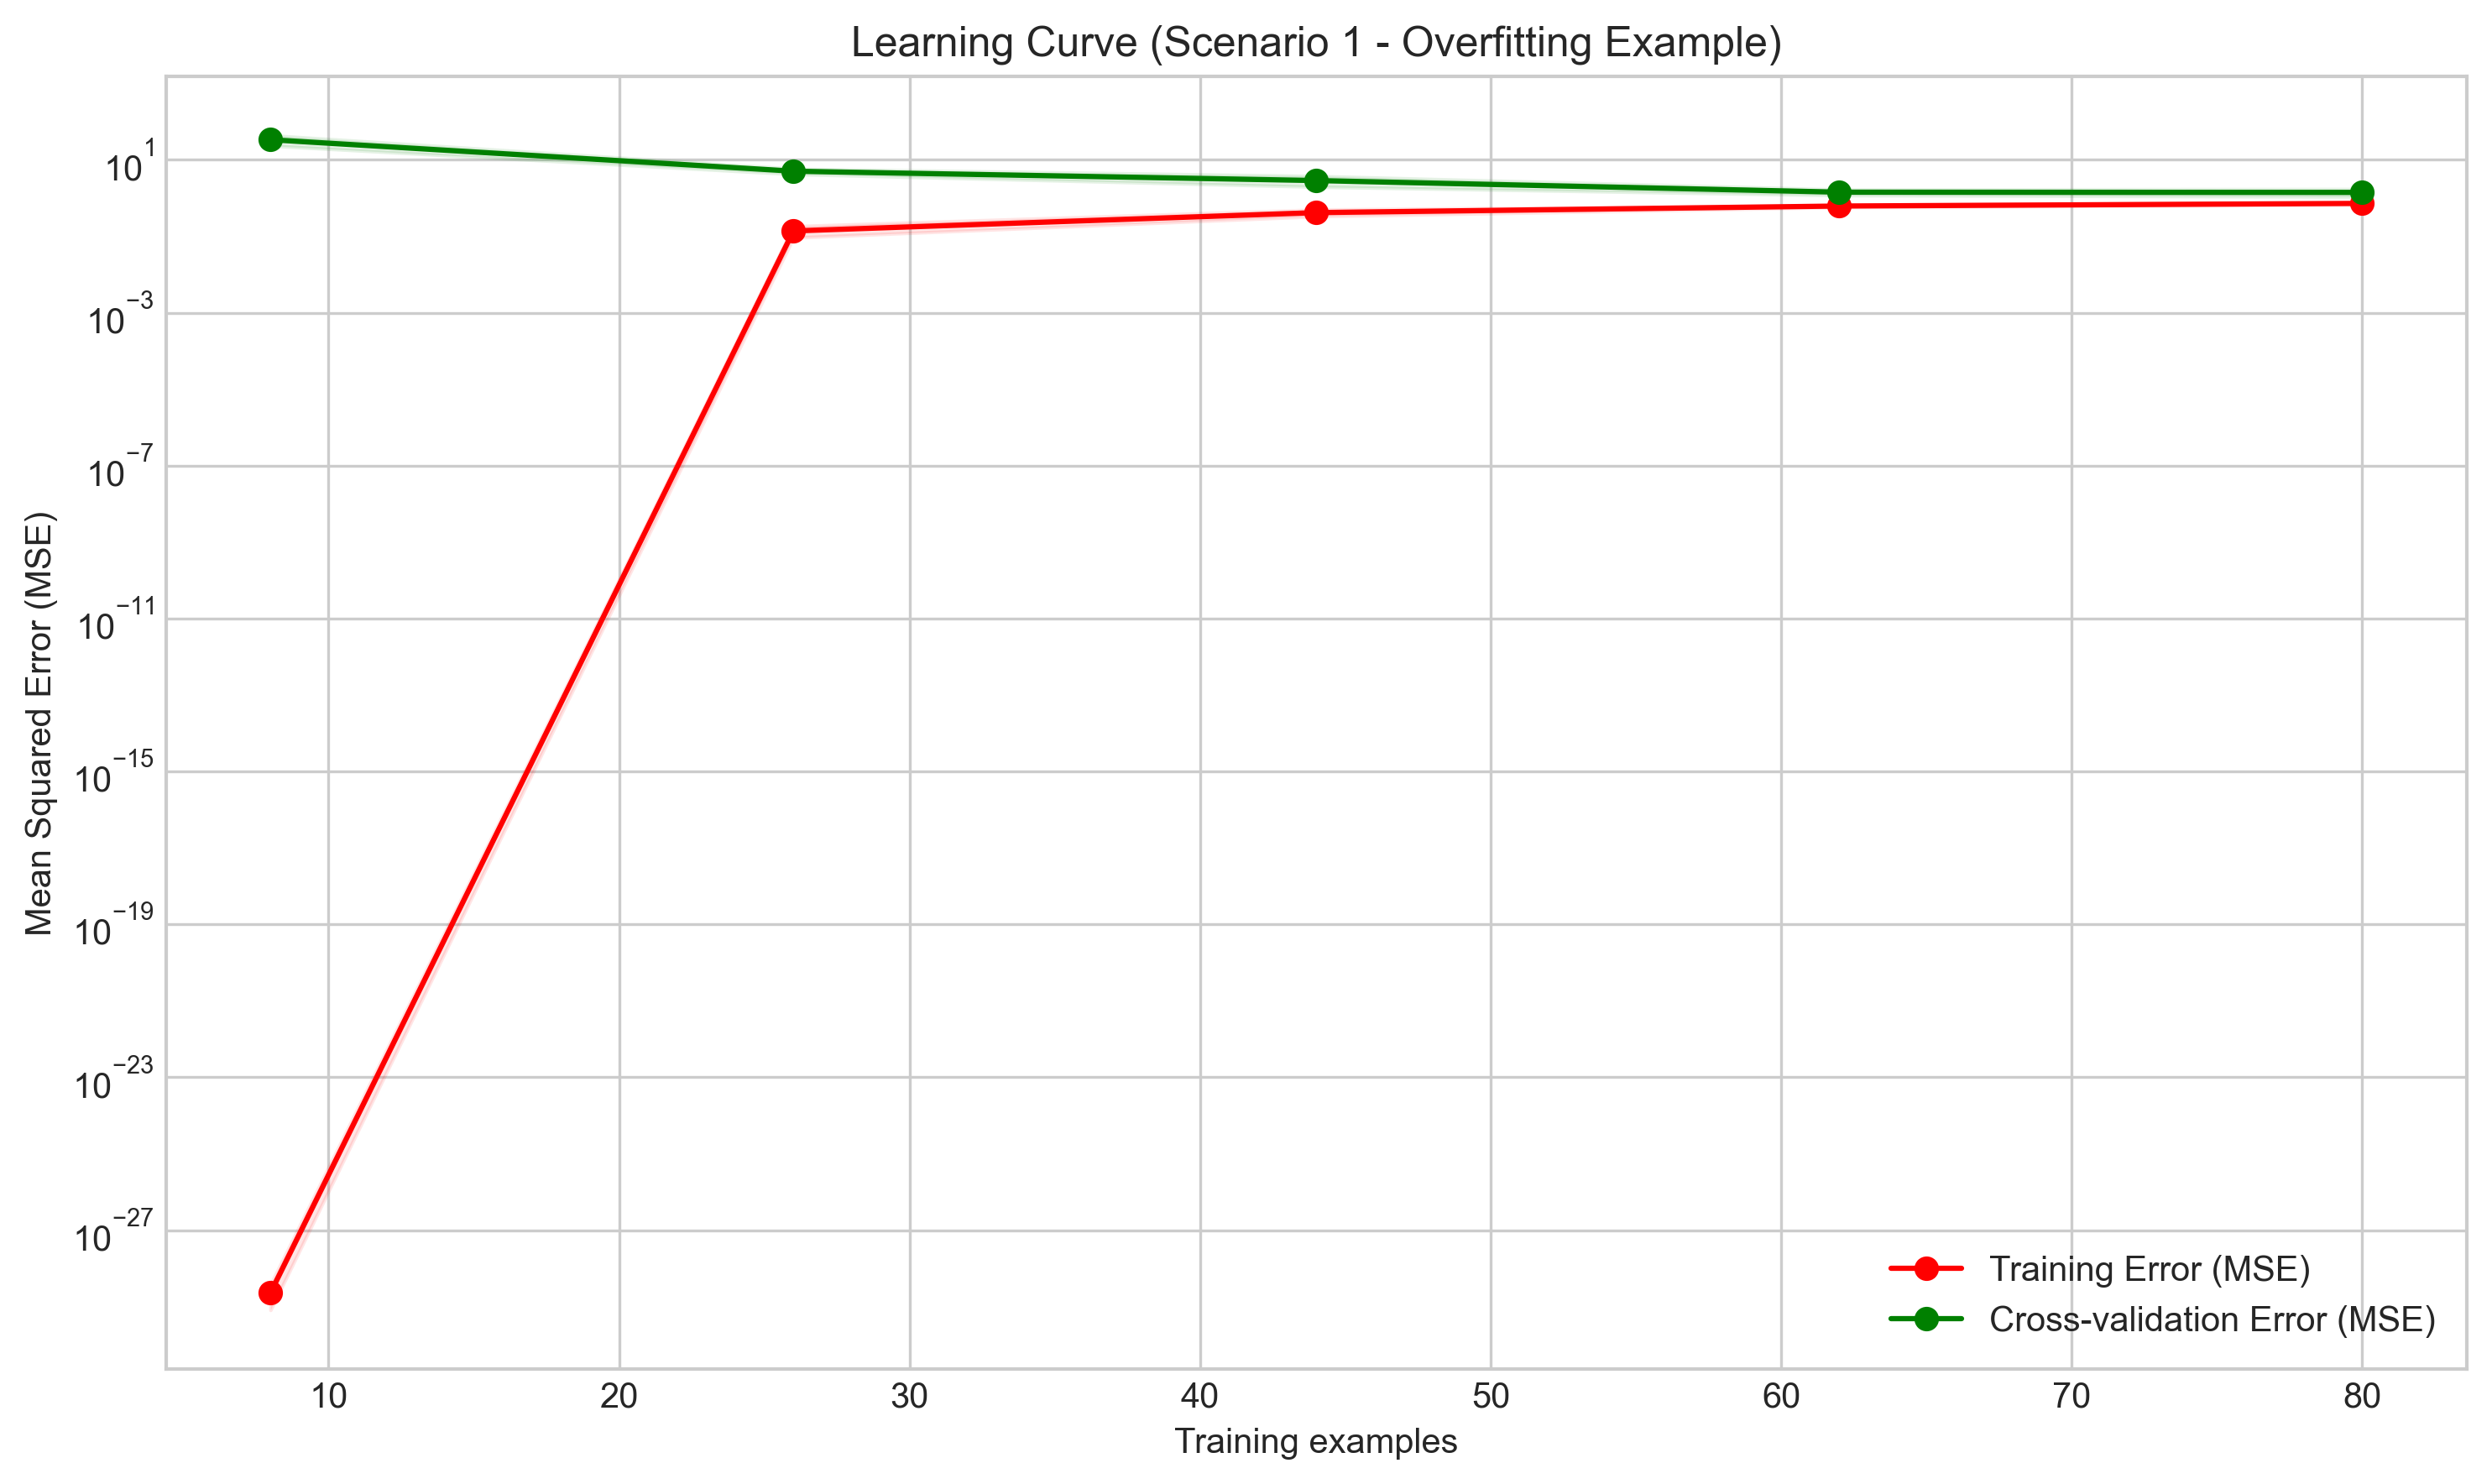 Learning Curve (Scenario 1 - Overfitting Example)
Mean Squared Error (MSE)
10^1
10^−3
10^−7
10^−11
10^−15
10^−19
10^−23
10^−27
Training Error (MSE)
Cross-validation Error (MSE)
10 20 30 40 50 60 70 80
Training examples